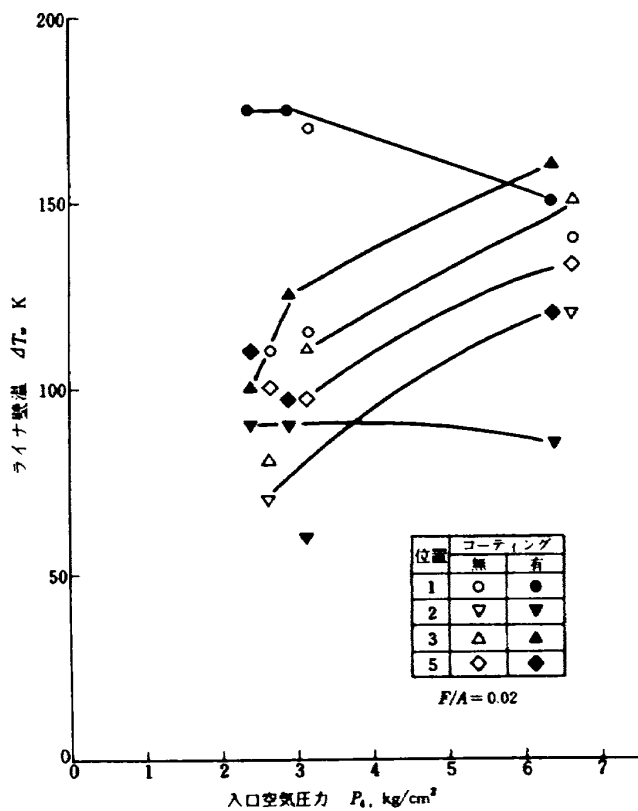 200
150
100
50
0
0 1 2 3 4 5 6 7
ライナ壁温 ΔTw K
入口空気圧力 P4, kg/cm²
位置 コーティング
無 有
1 ○ ●
2 ▽ ▼
3 △ ▲
5 ◇ ◆
F/A = 0.02